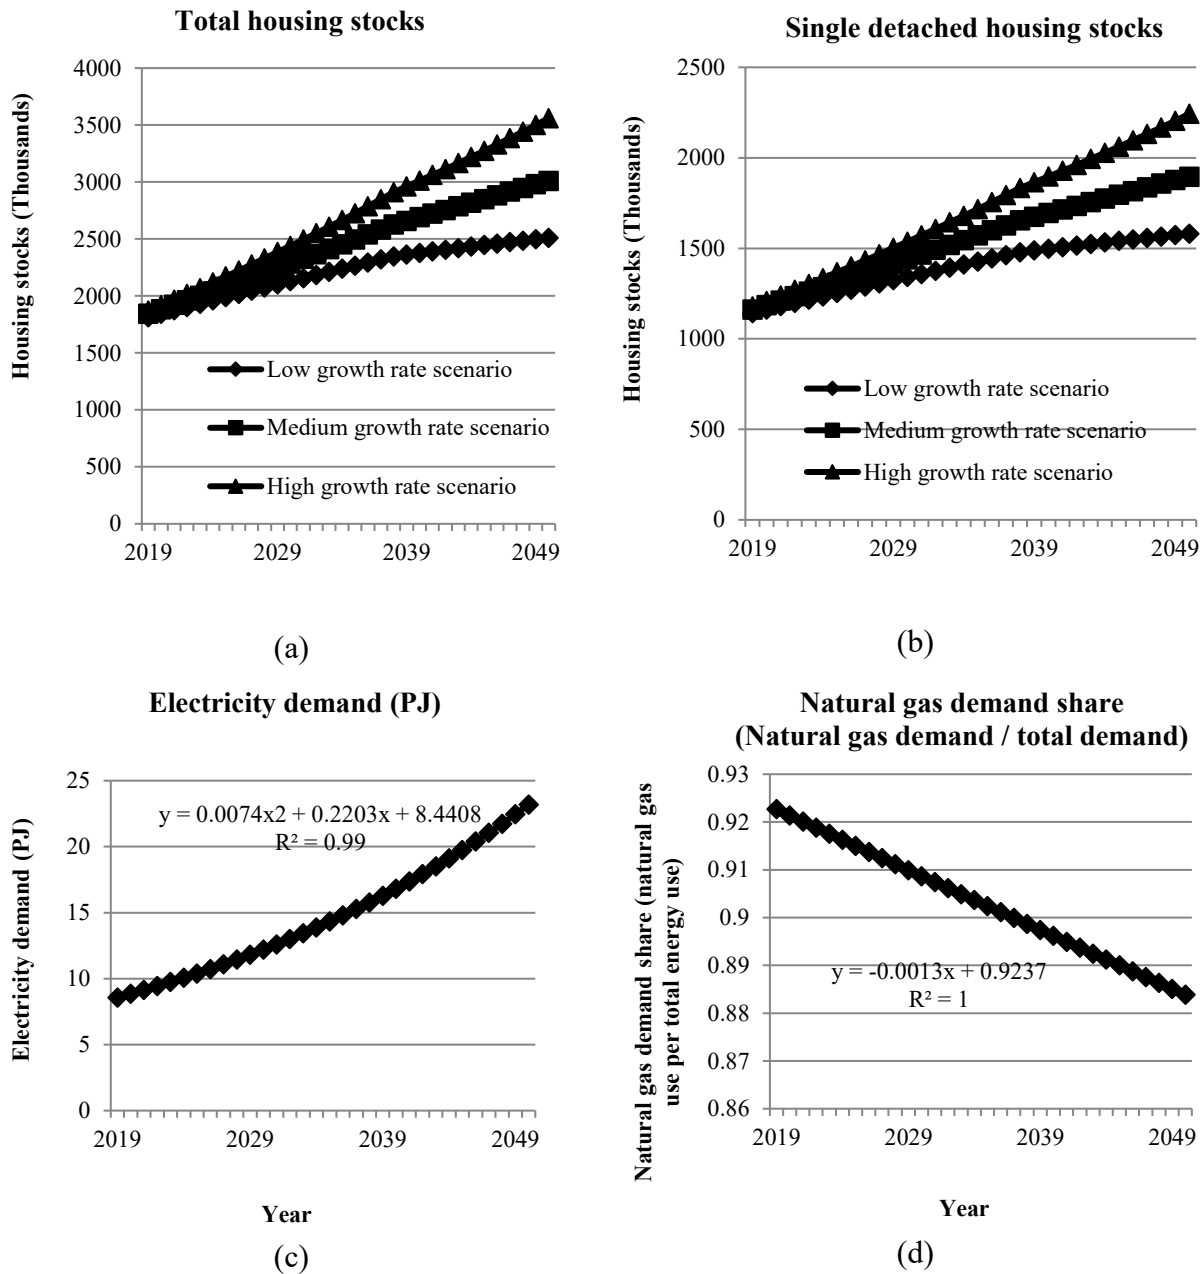 Total housing stocks
Housing stocks (Thousands)
4000
3500
3000
2500
2000
1500
1000
500
0
Low growth rate scenario
Medium growth rate scenario
High growth rate scenario
2019 2029 2039 2049
(a)
Single detached housing stocks
Housing stocks (Thousands)
2500
2000
1500
1000
500
0
Low growth rate scenario
Medium growth rate scenario
High growth rate scenario
2019 2029 2039 2049
(b)
Electricity demand (PJ)
Electricity demand (PJ)
25
20
15
10
5
0
y = 0.0074x2 + 0.2203x + 8.4408
R² = 0.99
2019 2029 2039 2049
Year
(c)
Natural gas demand share
(Natural gas demand / total demand)
Natural gas demand share (natural gas
use per total energy use)
0.93
0.92
0.91
0.9
0.89
0.88
0.87
0.86
y = -0.0013x + 0.9237
R² = 1
2019 2029 2039 2049
Year
(d)